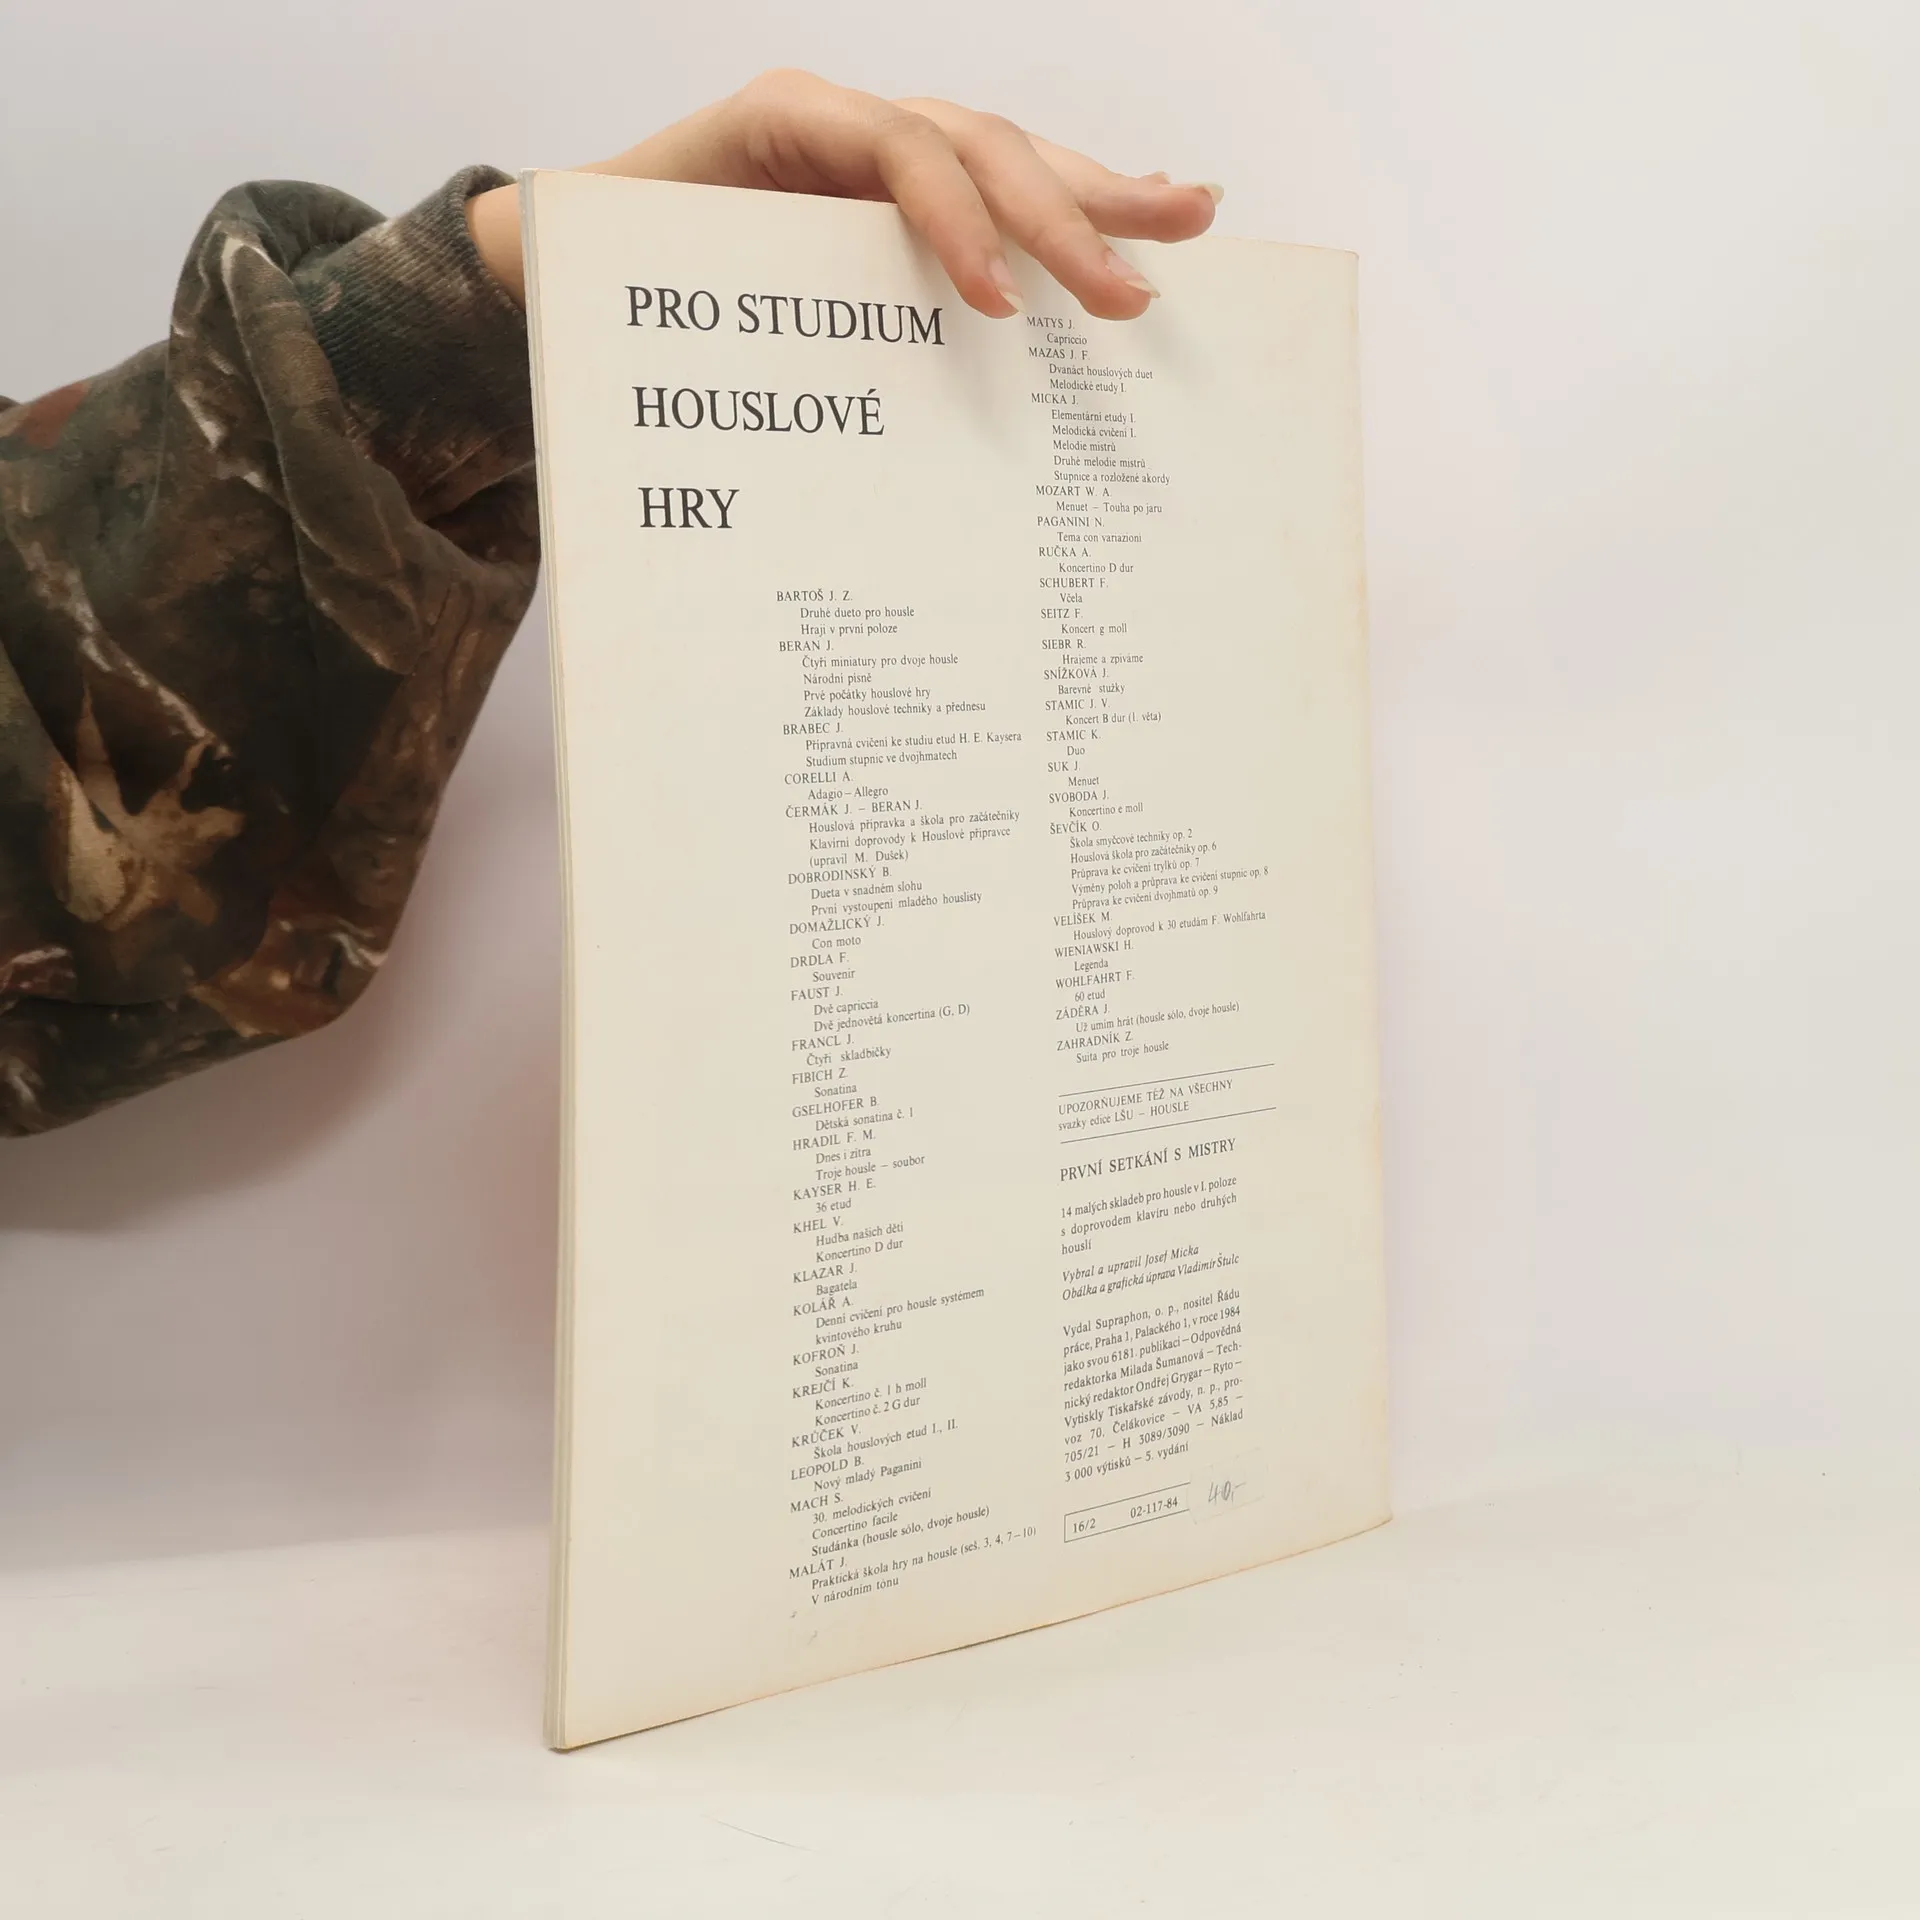 PRO STUDIUM
HOUSLOVÉ
HRY
BARTOŠ J. Z.
Druhé dueto pro housle
Hraji v první poloze
BERAN J.
Čtyři miniatury pro dvoje housle
Národní písně
Prvé počátky houslové hry
Základy houslové techniky a přednesu
BRABEC J.
Přípravná cvičení ke studiu etud H. E. Kaysera
Studium stupnic ve dvojhmatech
CORELLI A.
Adagio – Allegro
ČERMÁK J. – BERAN J.
Houslová přípravka a škola pro začátečníky
Klavírní doprovody k Houslové přípravce
(upravil M. Dušek)
DOBRODINSKÝ B.
Dueta v snadném slohu
První vystoupení mladého houslisty
DOMAŽLICKÝ J.
Con moto
DRDLA F.
Souvenir
FAUST J.
Dvě capriccia
Dvě jednovětá koncertina (G, D)
FRANCL J.
Čtyři skladbičky
FIBICH Z.
Sonatina
GSELHOFER B.
Dětská sonatina č. 1
HRADIL F. M.
Dnes i zítra
Troje housle – soubor
KAYSER H. E.
36 etud
KHEL V.
Hudba našich dětí
Koncertino D dur
KLAZAR J.
Bagatela
KOLÁŘ A.
Denní cvičení pro housle systémem
kvintového kruhu
KOFROŇ J.
Sonatina
KREJČÍ K.
Koncertino č. 1 h moll
Koncertino č. 2 G dur
KRŮČEK V.
Škola houslových etud I., II.
LEOPOLD B.
Nový mladý Paganini
MACH S.
30. melodických cvičení
Concertino facile
Studánka (housle sólo, dvoje housle)
MALÁT J.
Praktická škola hry na housle (seš. 3, 4, 7–10)
V národním tónu
MATYS J.
Capriccio
MAZAS J. F.
Dvanáct houslových duet
Melodické etudy I.
MICKA J.
Elementární etudy I.
Melodická cvičení I.
Melodie mistrů
Druhé melodie mistrů
Stupnice a rozložené akordy
MOZART W. A.
Menuet – Touha po jaru
PAGANINI N.
Tema con variazioni
RUČKA A.
Koncertino D dur
SCHUBERT F.
Včela
SEITZ F.
Koncert g moll
SIEBR R.
Hrajeme a zpíváme
SNÍŽKOVÁ J.
Barevné stužky
STAMIC J. V.
Koncert B dur (I. věta)
STAMIC K.
Duo
SUK J.
Menuet
SVOBODA J.
Koncertino e moll
ŠEVČÍK O.
Škola smyčcové techniky op. 2
Houslová škola pro začátečníky op. 6
Průprava ke cvičení trylků op. 7
Výměny poloh a průprava ke cvičení stupnic op. 8
Průprava ke cvičení dvojhmatů op. 9
VELÍŠEK M.
Houslový doprovod k 30 etudám F. Wohlfahrta
WIENIAWSKI H.
Legenda
WOHLFAHRT F.
60 etud
ZÁDĚRA J.
Už umím hrát (housle sólo, dvoje housle)
ZAHRADNÍK Z.
Suita pro troje housle
UPOZORŇUJEME TÉŽ NA VŠECHNY
svazky edice LŠU – HOUSLE
PRVNÍ SETKÁNÍ S MISTRY
14 malých skladeb pro housle v I. poloze
s doprovodem klavíru nebo druhých
houslí
Vybral a upravil Josef Micka
Obálka a grafická úprava Vladimír Štulc
Vydal Supraphon, o. p., nositel Řádu
práce, Praha 1, Palackého 1, v roce 1984
jako svou 6181. publikaci – Odpovědná
redaktorka Milada Šumanová – Tech-
nický redaktor Ondřej Grygar – Ryto –
Vytiskly Tiskařské závody, n. p., pro-
voz 70, Čelákovice – VA 5,85 –
705/21 – H 3089/3090 – Náklad
3 000 výtisků – 5. vydání
16/2 02-117-84 40,-